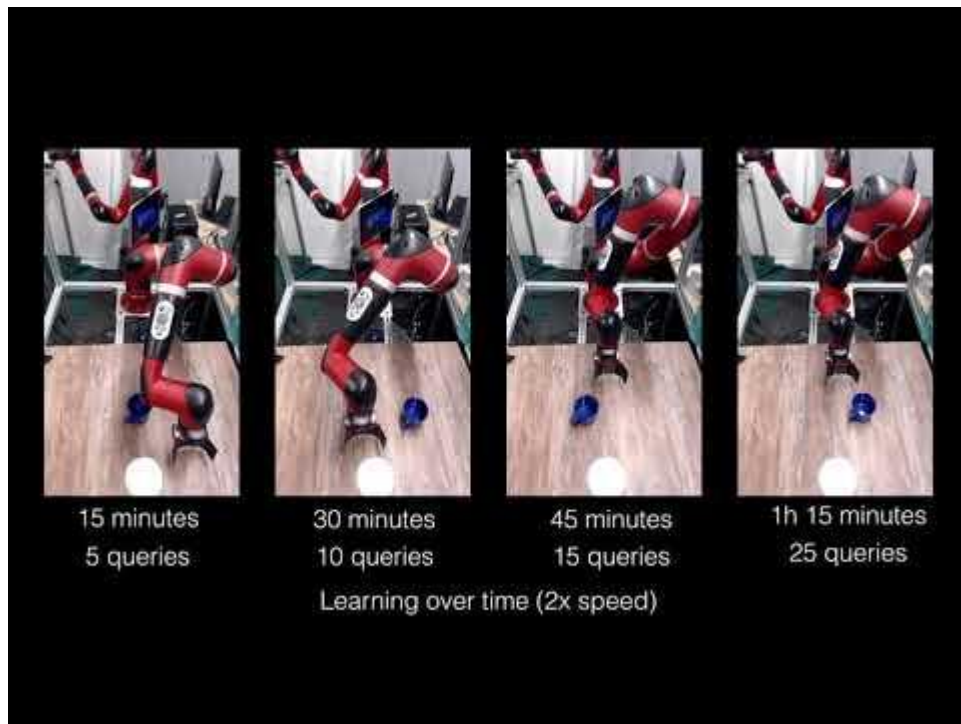 15 minutes
5 queries
30 minutes
10 queries
45 minutes
15 queries
1h 15 minutes
25 queries
Learning over time (2x speed)